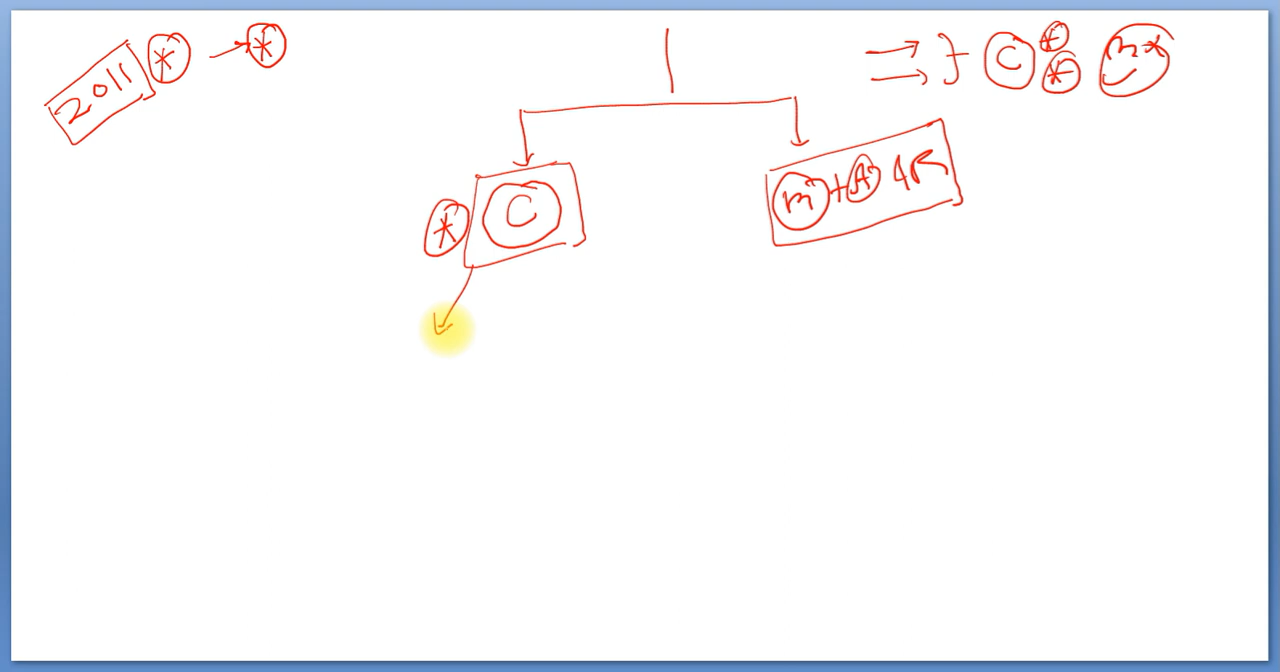 2011 * → *
→ → } C * *
* C
m + A 4R